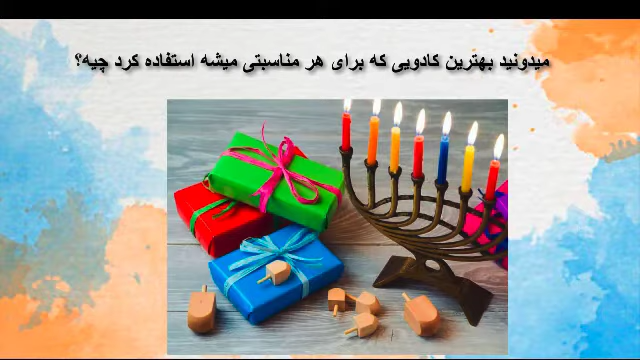 میدونید بهترین کادویی که برای هر مناسبتی میشه استفاده کرد چیه؟